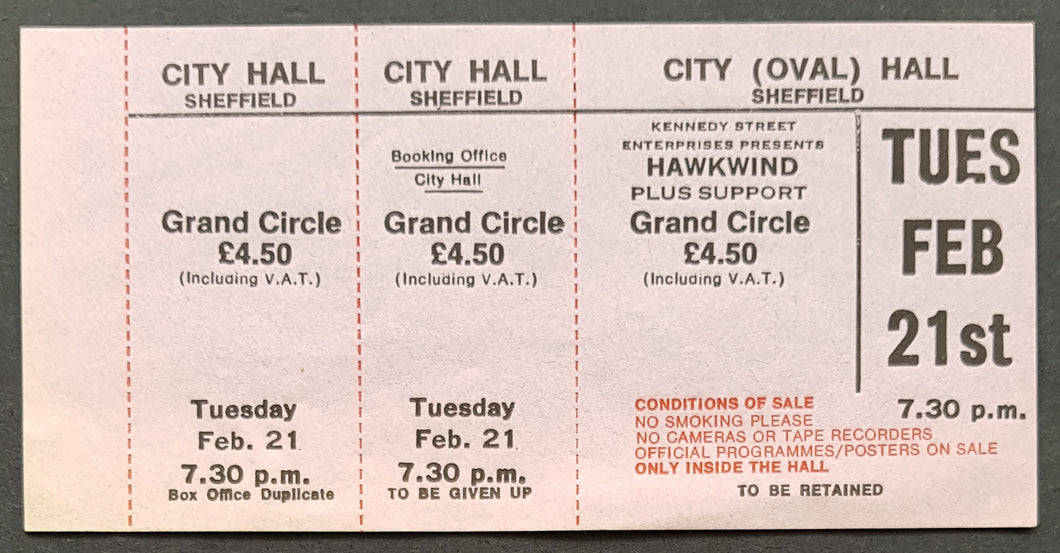 CITY HALL
SHEFFIELD
Grand Circle
£4.50
(Including V.A.T.)
Tuesday
Feb. 21
7.30 p.m.
Box Office Duplicate
CITY HALL
SHEFFIELD
Booking Office
City Hall
Grand Circle
£4.50
(Including V.A.T.)
Tuesday
Feb. 21
7.30 p.m.
TO BE GIVEN UP
CITY (OVAL) HALL
SHEFFIELD
KENNEDY STREET
ENTERPRISES PRESENTS
HAWKWIND
PLUS SUPPORT
Grand Circle
£4.50
(Including V.A.T.)
TUES
FEB
21st
7.30 p.m.
CONDITIONS OF SALE
NO SMOKING PLEASE
NO CAMERAS OR TAPE RECORDERS
OFFICIAL PROGRAMMES/POSTERS ON SALE
ONLY INSIDE THE HALL
TO BE RETAINED